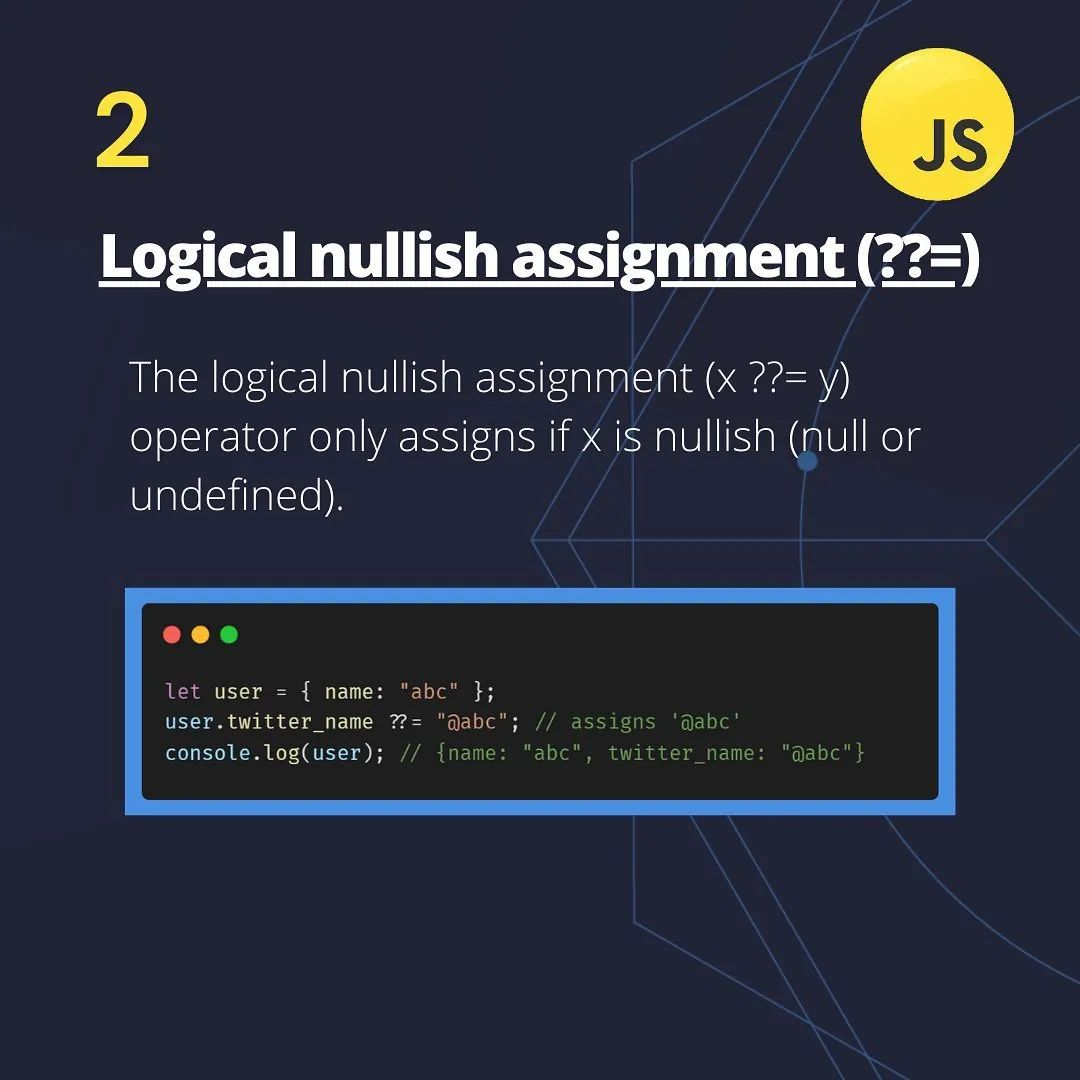 2
JS
Logical nullish assignment (??=)
The logical nullish assignment (x ??= y)
operator only assigns if x is nullish (null or
undefined).
let user = { name: "abc" };
user.twitter_name ??= "@abc"; // assigns '@abc'
console.log(user); // {name: "abc", twitter_name: "@abc"}